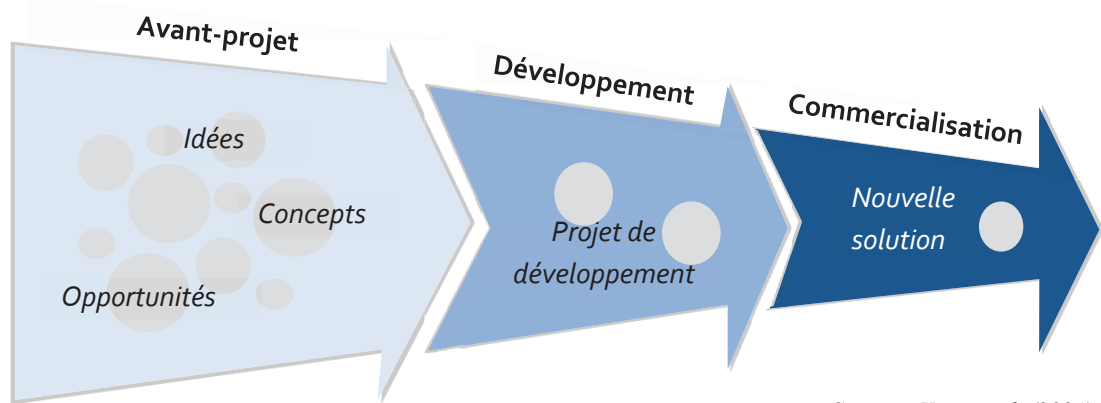 Avant-projet
Développement
Commercialisation
Idées
Concepts
Opportunités
Projet de
développement
Nouvelle
solution